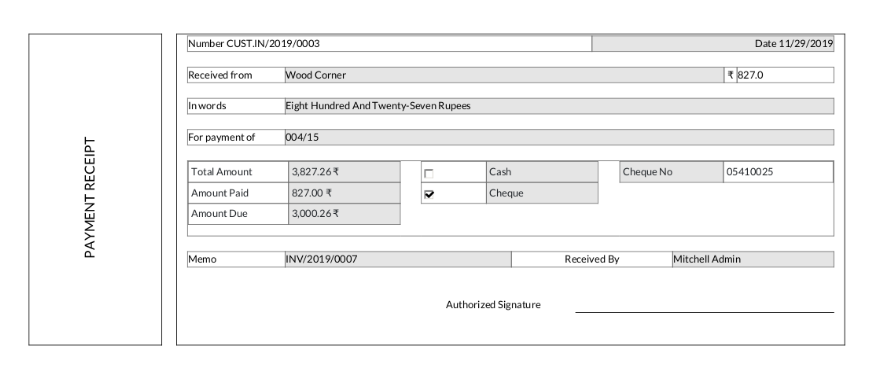 PAYMENT RECEIPT
Number CUST.IN/2019/0003 Date 11/29/2019
Received from Wood Corner ₹ 827.0
In words Eight Hundred And Twenty-Seven Rupees
For payment of 004/15
Total Amount 3,827.26 ₹ Cash Cheque No 05410025
Amount Paid 827.00 ₹ Cheque
Amount Due 3,000.26 ₹
Memo INV/2019/0007 Received By Mitchell Admin
Authorized Signature